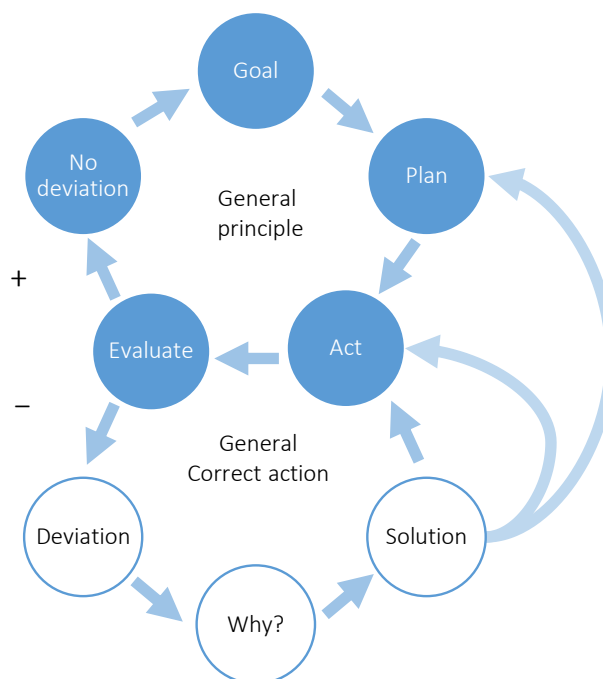 Goal
No
deviation
Plan
General
principle
+
Evaluate
Act
–
General
Correct action
Deviation
Solution
Why?